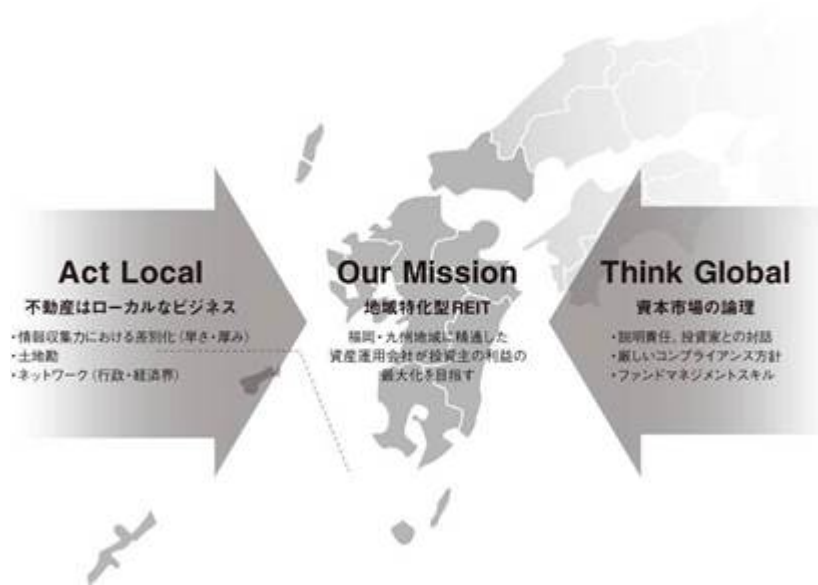 Act Local
不動産はローカルなビジネス
・情報収集力における差別化（早さ・厚み）
・土地勘
・ネットワーク（行政・経済界）
Our Mission
地域特化型REIT
福岡・九州地域に精通した
資産運用会社が投資主の利益の
最大化を目指す
Think Global
資本市場の論理
・説明責任、投資家との対話
・厳しいコンプライアンス方針
・ファンドマネジメントスキル